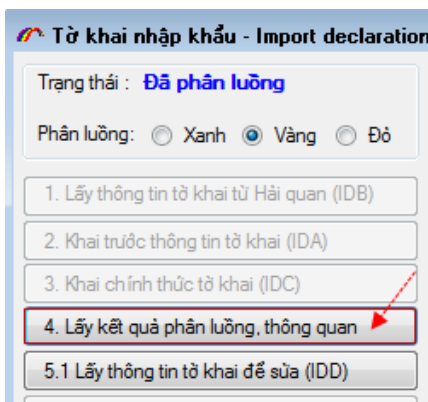 Tờ khai nhập khẩu - Import declaration
Trạng thái : Đã phân luồng
Phân luồng: Xanh Vàng Đỏ
1. Lấy thông tin tờ khai từ Hải quan (IDB)
2. Khai trước thông tin tờ khai (IDA)
3. Khai chính thức tờ khai (IDC)
4. Lấy kết quả phân luồng, thông quan
5.1 Lấy thông tin tờ khai để sửa (IDD)